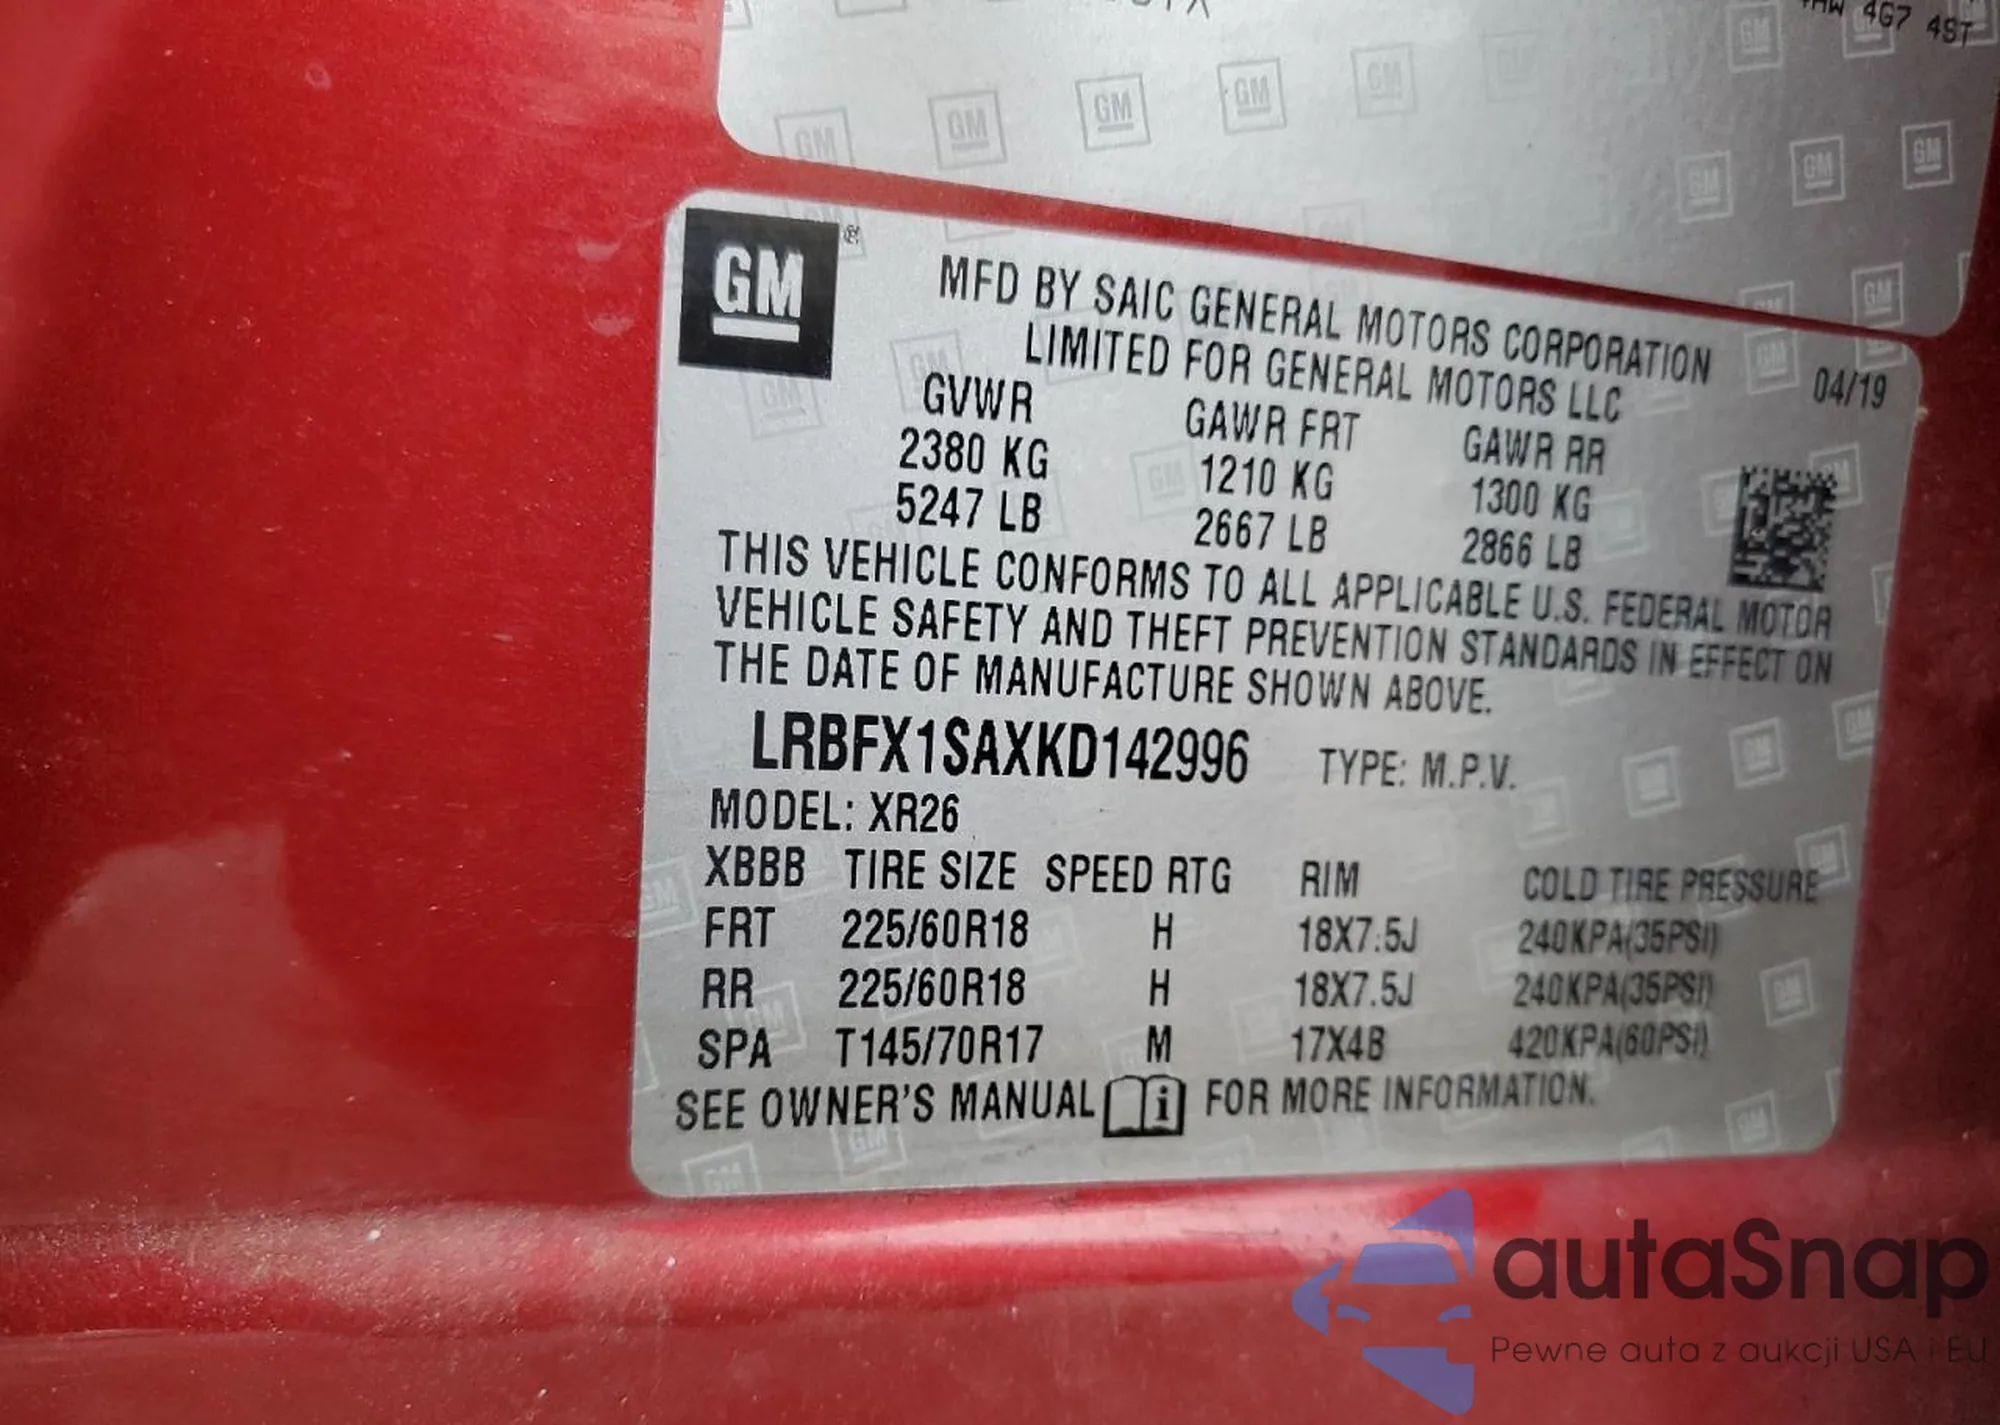 4G7 4ST
GM
MFD BY SAIC GENERAL MOTORS CORPORATION
LIMITED FOR GENERAL MOTORS LLC
04/19
GVWR GAWR FRT GAWR RR
2380 KG 1210 KG 1300 KG
5247 LB 2667 LB 2866 LB
THIS VEHICLE CONFORMS TO ALL APPLICABLE U.S. FEDERAL MOTOR
VEHICLE SAFETY AND THEFT PREVENTION STANDARDS IN EFFECT ON
THE DATE OF MANUFACTURE SHOWN ABOVE.
LRBFX1SAXKD142996 TYPE: M.P.V.
MODEL: XR26
XBBB TIRE SIZE SPEED RTG RIM COLD TIRE PRESSURE
FRT 225/60R18 H 18X7.5J 240KPA(35PSI)
RR 225/60R18 H 18X7.5J 240KPA(35PSI)
SPA T145/70R17 M 17X4B 420KPA(60PSI)
SEE OWNER'S MANUAL i FOR MORE INFORMATION.
autaSnap
Pewne auta z aukcji USA i EU